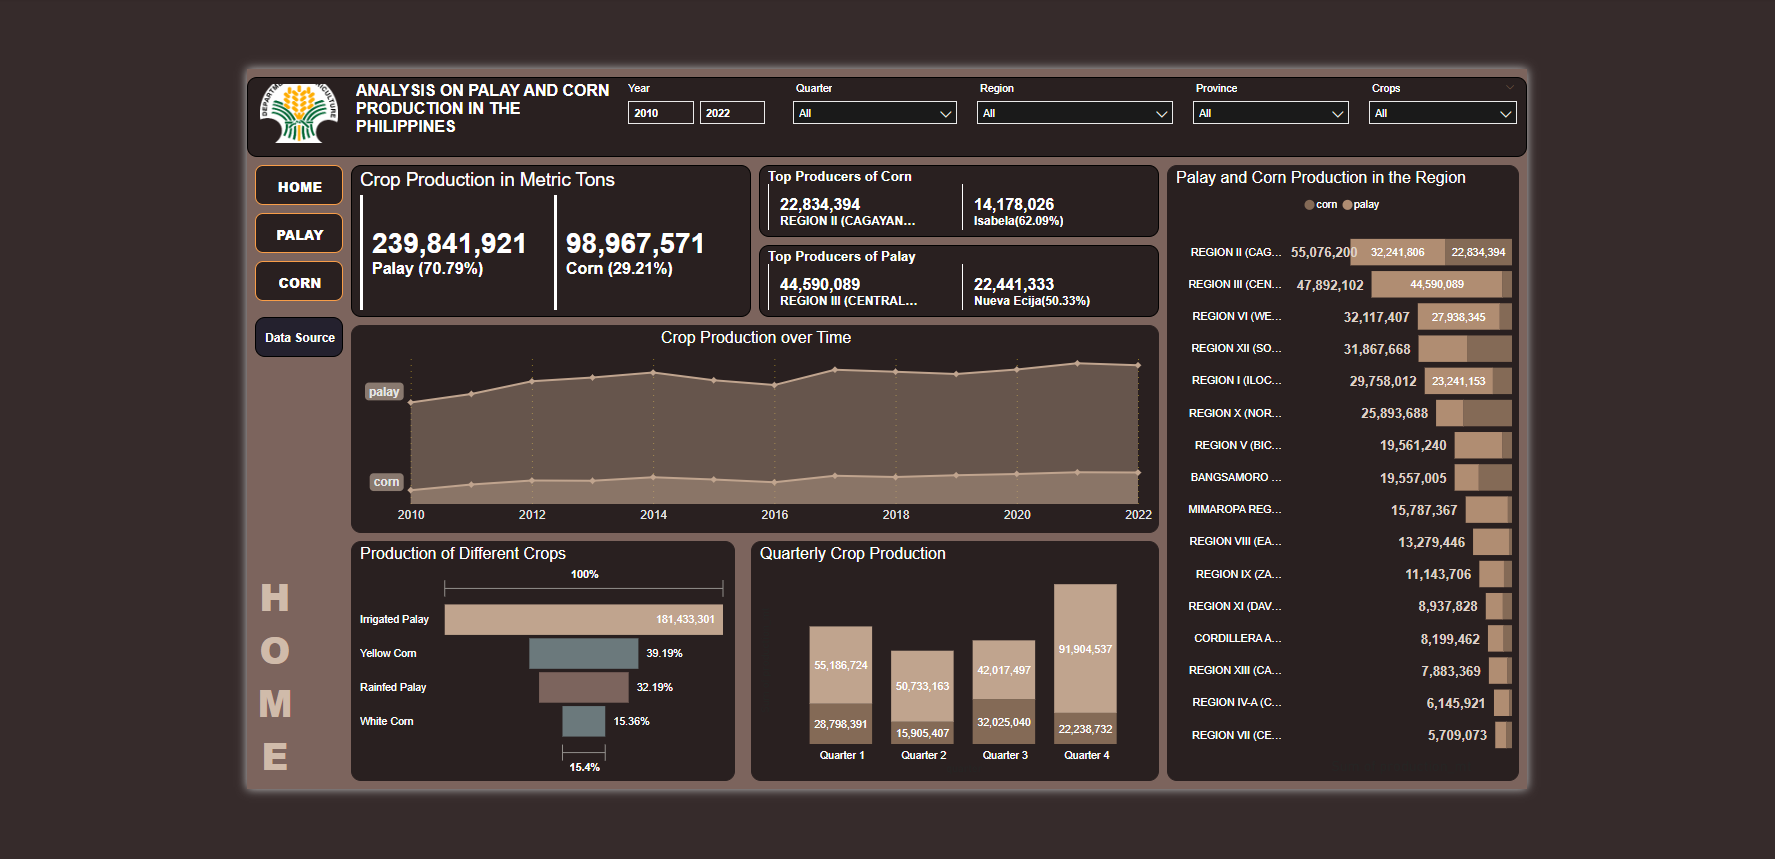 ANALYSIS ON PALAY AND CORN
PRODUCTION IN THE
PHILIPPINES
Year
2010
2022
Quarter
All
Region
All
Province
All
Crops
All
HOME
PALAY
CORN
Data Source
H
O
M
E
Crop Production in Metric Tons
239,841,921
Palay (70.79%)
98,967,571
Corn (29.21%)
Top Producers of Corn
22,834,394
REGION II (CAGAYAN...
14,178,026
Isabela(62.09%)
Top Producers of Palay
44,590,089
REGION III (CENTRAL...
22,441,333
Nueva Ecija(50.33%)
Crop Production over Time
palay
corn
2010 2012 2014 2016 2018 2020 2022
Production of Different Crops
100%
Irrigated Palay 181,433,301
Yellow Corn 39.19%
Rainfed Palay 32.19%
White Corn 15.36%
15.4%
Quarterly Crop Production
55,186,724
28,798,391
Quarter 1
50,733,163
15,905,407
Quarter 2
42,017,497
32,025,040
Quarter 3
91,904,537
22,238,732
Quarter 4
Palay and Corn Production in the Region
corn palay
REGION II (CAG... 55,076,200 32,241,806 22,834,394
REGION III (CEN... 47,892,102 44,590,089
REGION VI (WE... 32,117,407 27,938,345
REGION XII (SO... 31,867,668
REGION I (ILOC... 29,758,012 23,241,153
REGION X (NOR... 25,893,688
REGION V (BIC... 19,561,240
BANGSAMORO ... 19,557,005
MIMAROPA REG... 15,787,367
REGION VIII (EA... 13,279,446
REGION IX (ZA... 11,143,706
REGION XI (DAV... 8,937,828
CORDILLERA A... 8,199,462
REGION XIII (CA... 7,883,369
REGION IV-A (C... 6,145,921
REGION VII (CE... 5,709,073